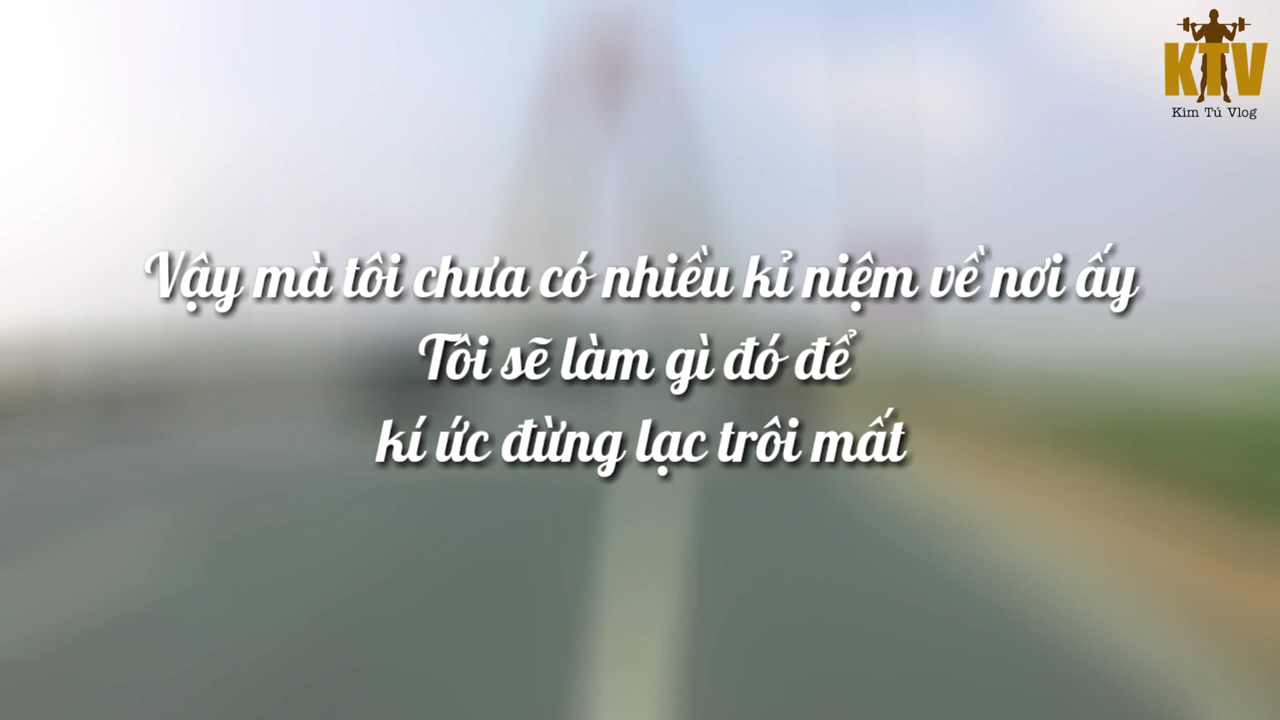 KTV
Kim Tú Vlog
Vậy mà tôi chưa có nhiều kỉ niệm về nơi ấy
Tôi sẽ làm gì đó để
kí ức đừng lạc trôi mất